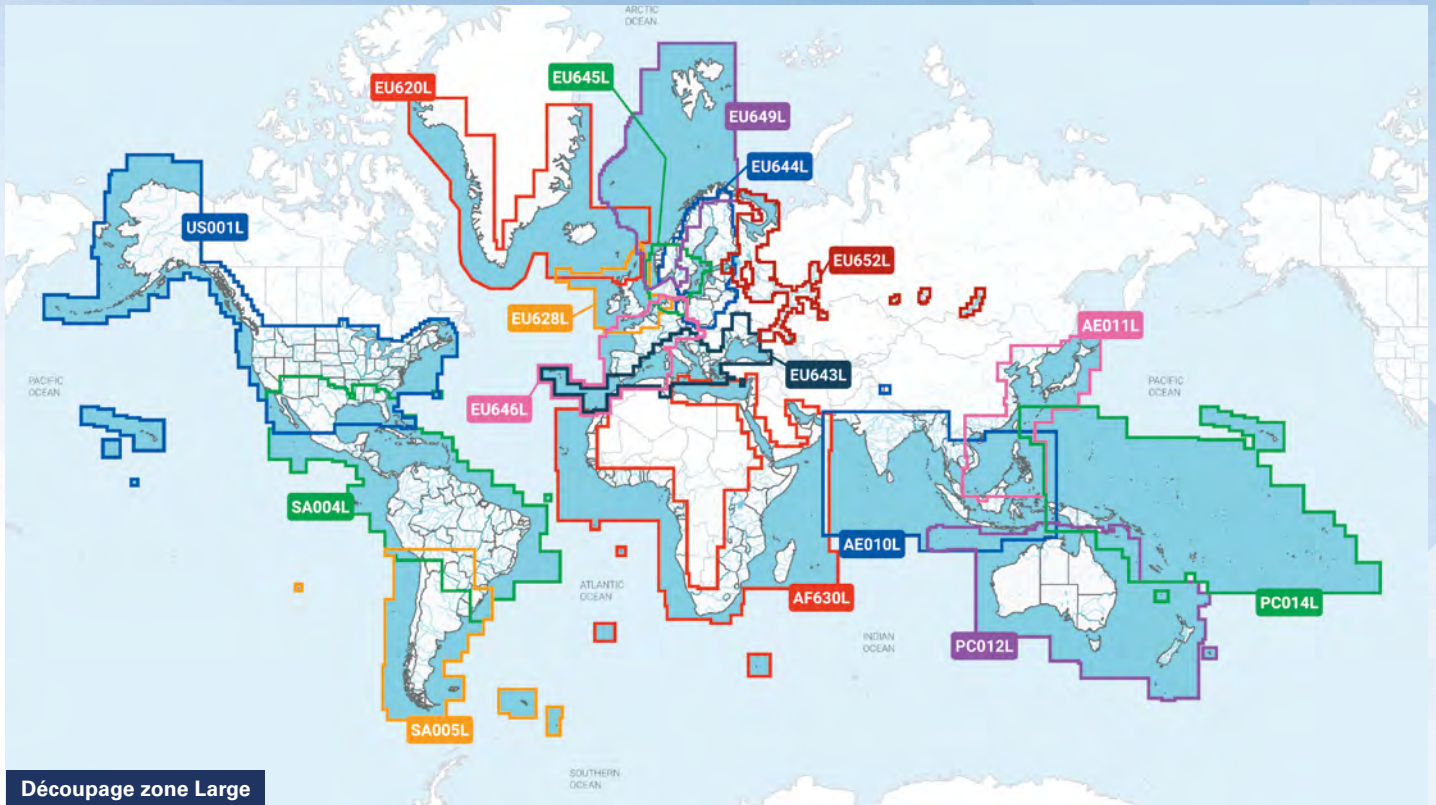 ARCTIC
OCEAN
EU620L
EU645L
EU649L
EU644L
US001L
EU652L
EU628L
AE011L
EU643L
PACIFIC
OCEAN
PACIFIC
OCEAN
EU646L
SA004L
AE010L
ATLANTIC
OCEAN
AF630L
PC014L
INDIAN
OCEAN
PC012L
SA005L
SOUTHERN
OCEAN
Découpage zone Large